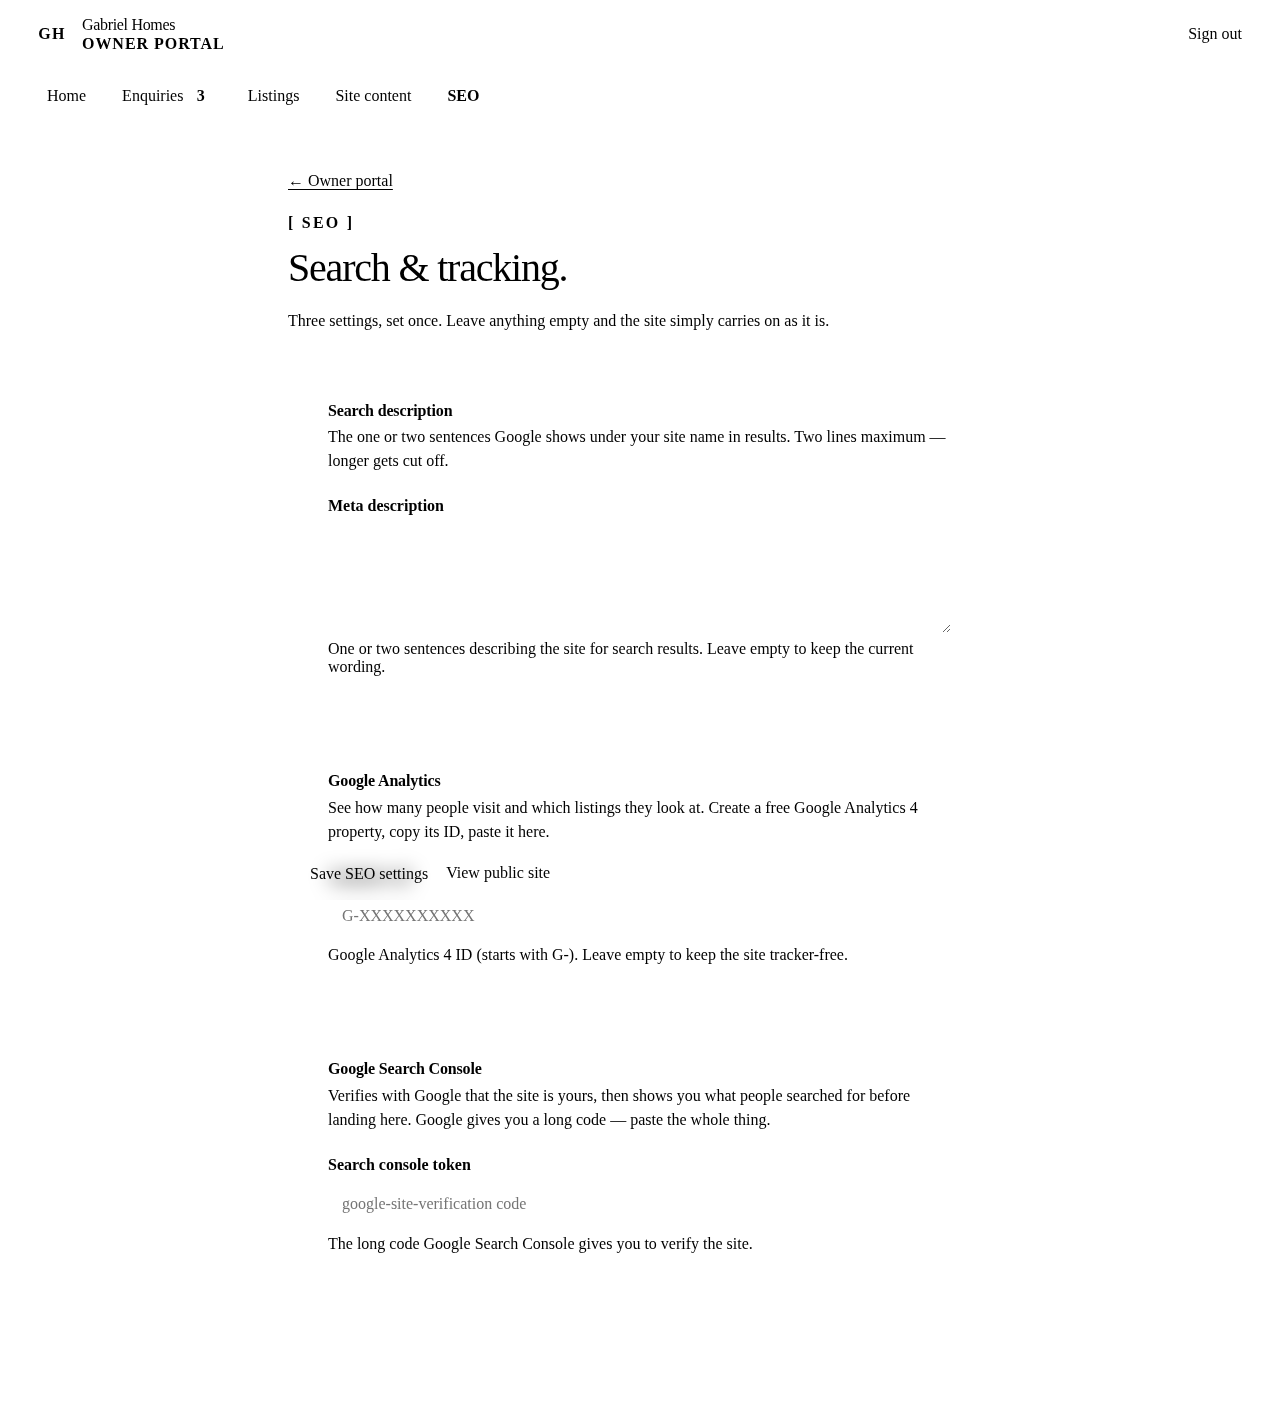 GH
Gabriel Homes
OWNER PORTAL
Sign out
Home
Enquiries 3
Listings
Site content
SEO
← Owner portal
[ SEO ]
Search & tracking.
Three settings, set once. Leave anything empty and the site simply carries on as it is.
Search description
The one or two sentences Google shows under your site name in results. Two lines maximum —
longer gets cut off.
Meta description
One or two sentences describing the site for search results. Leave empty to keep the current
wording.
Google Analytics
See how many people visit and which listings they look at. Create a free Google Analytics 4
property, copy its ID, paste it here.
Save SEO settings
View public site
G-XXXXXXXXXX
Google Analytics 4 ID (starts with G-). Leave empty to keep the site tracker-free.
Google Search Console
Verifies with Google that the site is yours, then shows you what people searched for before
landing here. Google gives you a long code — paste the whole thing.
Search console token
google-site-verification code
The long code Google Search Console gives you to verify the site.